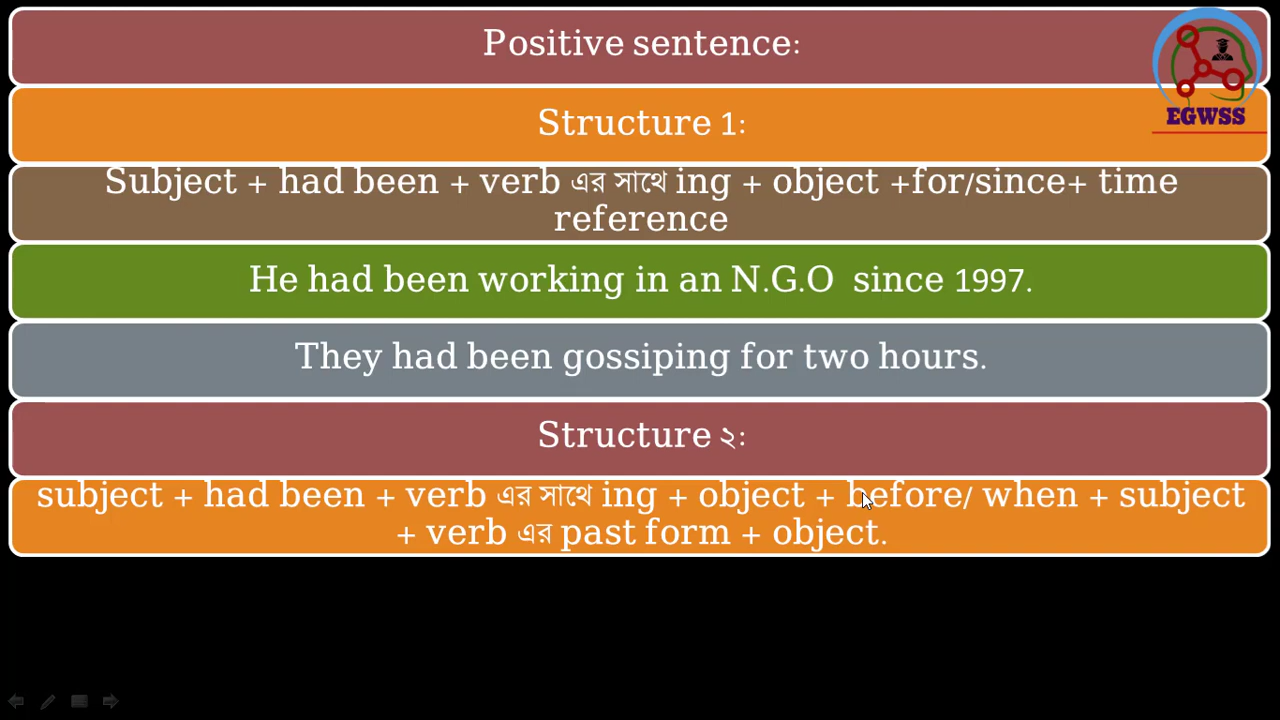 Positive sentence:
EGWSS
Structure 1:
Subject + had been + verb এর সাথে ing + object +for/since+ time
reference
He had been working in an N.G.O  since 1997.
They had been gossiping for two hours.
Structure ২:
subject + had been + verb এর সাথে ing + object + before/ when + subject
+ verb এর past form + object.